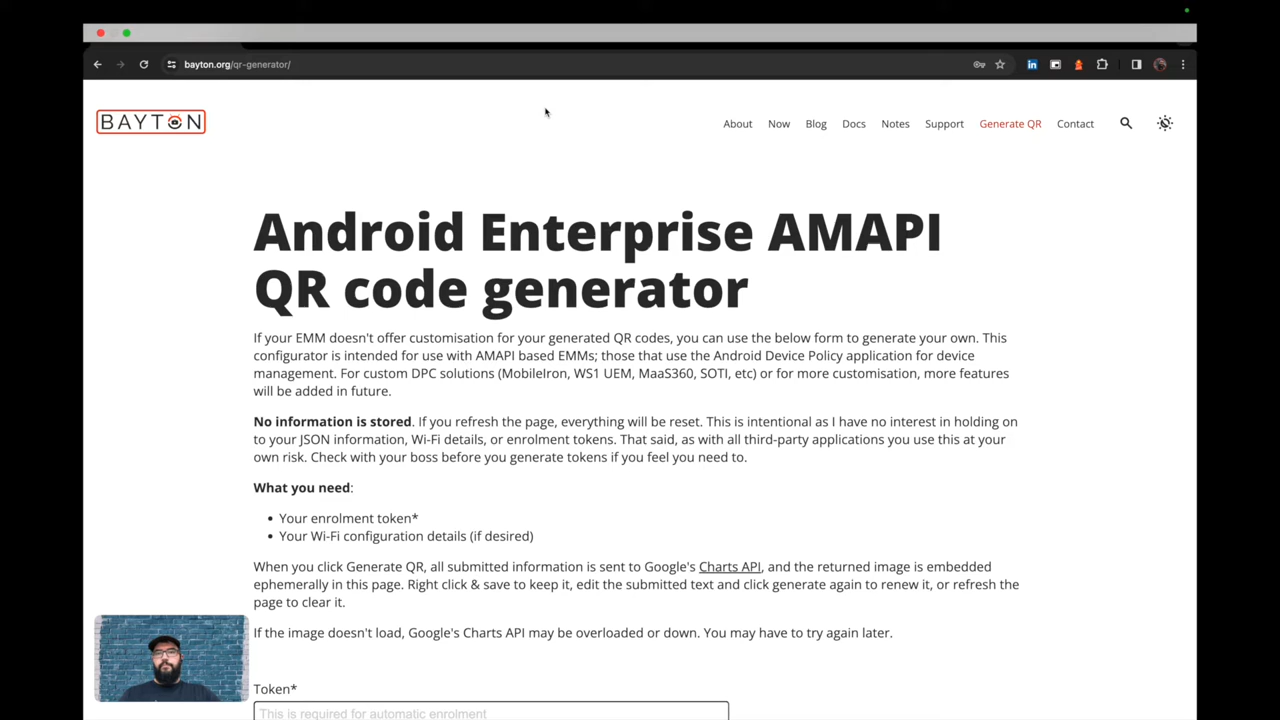 bayton.org/qr-generator/
BAYTON
About Now Blog Docs Notes Support Generate QR Contact
Android Enterprise AMAPI
QR code generator
If your EMM doesn't offer customisation for your generated QR codes, you can use the below form to generate your own. This
configurator is intended for use with AMAPI based EMMs; those that use the Android Device Policy application for device
management. For custom DPC solutions (MobileIron, WS1 UEM, MaaS360, SOTI, etc) or for more customisation, more features
will be added in future.
No information is stored. If you refresh the page, everything will be reset. This is intentional as I have no interest in holding on
to your JSON information, Wi-Fi details, or enrolment tokens. That said, as with all third-party applications you use this at your
own risk. Check with your boss before you generate tokens if you feel you need to.
What you need:
• Your enrolment token*
• Your Wi-Fi configuration details (if desired)
When you click Generate QR, all submitted information is sent to Google's Charts API, and the returned image is embedded
ephemerally in this page. Right click & save to keep it, edit the submitted text and click generate again to renew it, or refresh the
page to clear it.
If the image doesn't load, Google's Charts API may be overloaded or down. You may have to try again later.
Token*
This is required for automatic enrolment